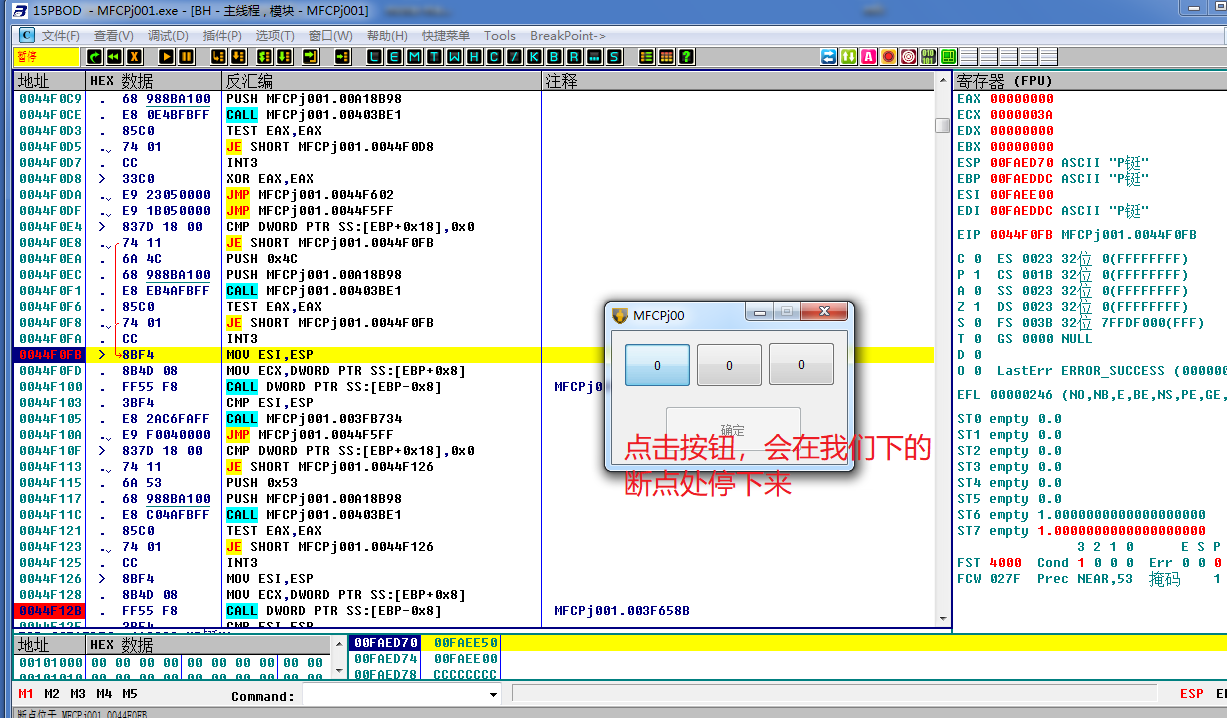 15PBOD - MFCPj001.exe - [BH - 主线程, 模块 - MFCPj001]
C 文件(F) 查看(V) 调试(D) 插件(P) 选项(T) 窗口(W) 帮助(H) 快捷菜单 Tools BreakPoint->
暂停 L E M T W H C / K B R ... S ?
地址 HEX 数据 反汇编 注释 寄存器 (FPU)
0044F0C9 . 68 988BA100 PUSH MFCPj001.00A18B98
0044F0CE . E8 0E4BFBFF CALL MFCPj001.00403BE1
0044F0D3 . 85C0 TEST EAX,EAX
0044F0D5 . 74 01 JE SHORT MFCPj001.0044F0D8
0044F0D7 . CC INT3
0044F0D8 > 33C0 XOR EAX,EAX
0044F0DA . E9 23050000 JMP MFCPj001.0044F602
0044F0DF . E9 1B050000 JMP MFCPj001.0044F5FF
0044F0E4 > 837D 18 00 CMP DWORD PTR SS:[EBP+0x18],0x0
0044F0E8 . 74 11 JE SHORT MFCPj001.0044F0FB
0044F0EA . 6A 4C PUSH 0x4C
0044F0EC . 68 988BA100 PUSH MFCPj001.00A18B98
0044F0F1 . E8 EB4AFBFF CALL MFCPj001.00403BE1
0044F0F6 . 85C0 TEST EAX,EAX
0044F0F8 . 74 01 JE SHORT MFCPj001.0044F0FB
0044F0FA . CC INT3
0044F0FB > 8BF4 MOV ESI,ESP
0044F0FD . 8B4D 08 MOV ECX,DWORD PTR SS:[EBP+0x8]
0044F100 . FF55 F8 CALL DWORD PTR SS:[EBP-0x8] MFCPj0
0044F103 . 3BF4 CMP ESI,ESP
0044F105 . E8 2AC6FAFF CALL MFCPj001.003FB734
0044F10A . E9 F0040000 JMP MFCPj001.0044F5FF
0044F10F > 837D 18 00 CMP DWORD PTR SS:[EBP+0x18],0x0
0044F113 . 74 11 JE SHORT MFCPj001.0044F126
0044F115 . 6A 53 PUSH 0x53
0044F117 . 68 988BA100 PUSH MFCPj001.00A18B98
0044F11C . E8 C04AFBFF CALL MFCPj001.00403BE1
0044F121 . 85C0 TEST EAX,EAX
0044F123 . 74 01 JE SHORT MFCPj001.0044F126
0044F125 . CC INT3
0044F126 > 8BF4 MOV ESI,ESP
0044F128 . 8B4D 08 MOV ECX,DWORD PTR SS:[EBP+0x8]
0044F12B . FF55 F8 CALL DWORD PTR SS:[EBP-0x8] MFCPj001.003F658B
MFCPj00
0 0 0
确定
点击按钮，会在我们下的
断点处停下来
EAX 00000000
ECX 0000003A
EDX 00000000
EBX 00000000
ESP 00FAED70 ASCII "P铤"
EBP 00FAEDDC ASCII "P铤"
ESI 00FAEE00
EDI 00FAEDDC ASCII "P铤"
EIP 0044F0FB MFCPj001.0044F0FB
C 0 ES 0023 32位 0(FFFFFFFF)
P 1 CS 001B 32位 0(FFFFFFFF)
A 0 SS 0023 32位 0(FFFFFFFF)
Z 1 DS 0023 32位 0(FFFFFFFF)
S 0 FS 003B 32位 7FFDF000(FFF)
T 0 GS 0000 NULL
D 0
O 0 LastErr ERROR_SUCCESS (000000
EFL 00000246 (NO,NB,E,BE,NS,PE,GE,
ST0 empty 0.0
ST1 empty 0.0
ST2 empty 0.0
ST3 empty 0.0
ST4 empty 0.0
ST5 empty 0.0
ST6 empty 1.0000000000000000000
ST7 empty 1.0000000000000000000
3 2 1 0 E S P
FST 4000 Cond 1 0 0 0 Err 0 0 0
FCW 027F Prec NEAR,53 掩码 1
地址 HEX 数据
00101000 00 00 00 00 00 00 00 00 00 00
00FAED70 00FAEE50
00FAED74 00FAEE00
00FAED78 CCCCCCCC
M1 M2 M3 M4 M5 Command: ESP
断点位于 MFCPj001.0044F0FB